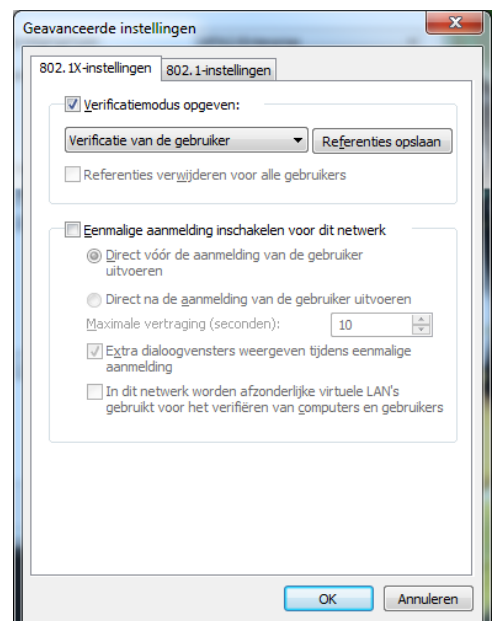 Geavanceerde instellingen
802.1X-instellingen
802.1-instellingen
Verificatiemodus opgeven:
Verificatie van de gebruiker
Referenties opslaan
Referenties verwijderen voor alle gebruikers
Eenmalige aanmelding inschakelen voor dit netwerk
Direct vóór de aanmelding van de gebruiker
uitvoeren
Direct na de aanmelding van de gebruiker uitvoeren
Maximale vertraging (seconden):
10
Extra dialoogvensters weergeven tijdens eenmalige
aanmelding
In dit netwerk worden afzonderlijke virtuele LAN's
gebruikt voor het verifiëren van computers en gebruikers
OK
Annuleren